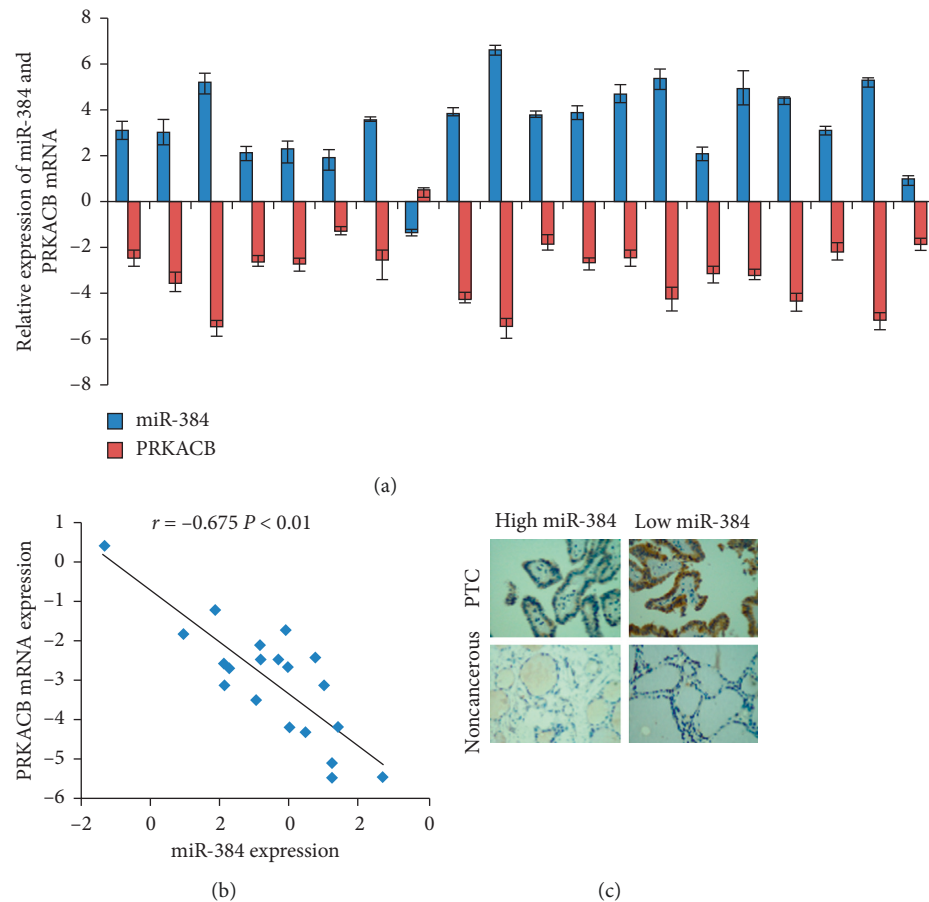 8
6
4
2
0
−2
−4
−6
−8
Relative expression of miR-384 and
PRKACB mRNA
miR-384
PRKACB
(a)
r = −0.675 P < 0.01
1
0
−1
−2
−3
−4
−5
−6
PRKACB mRNA expression
−2 0 2 0 2 0
miR-384 expression
(b)
High miR-384 Low miR-384
PTC
Noncancerous
(c)